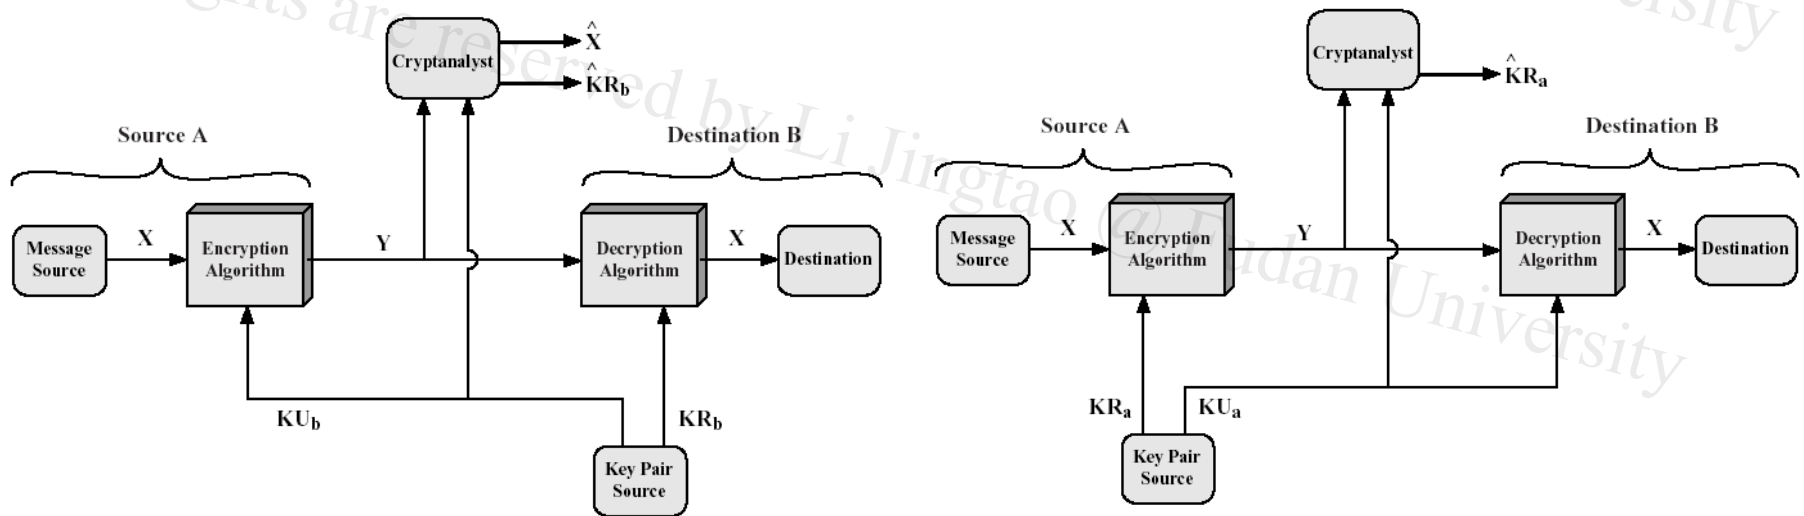 ghts are reserved by Li Jingtao @ Fudan University
ersity
X̂
Cryptanalyst
K̂R_b
Source A
Destination B
Message
Source
X
Encryption
Algorithm
Y
Decryption
Algorithm
X
Destination
KU_b
KR_b
Key Pair
Source
Cryptanalyst
K̂R_a
Source A
Destination B
Message
Source
X
Encryption
Algorithm
Y
Decryption
Algorithm
X
Destination
KR_a
KU_a
Key Pair
Source